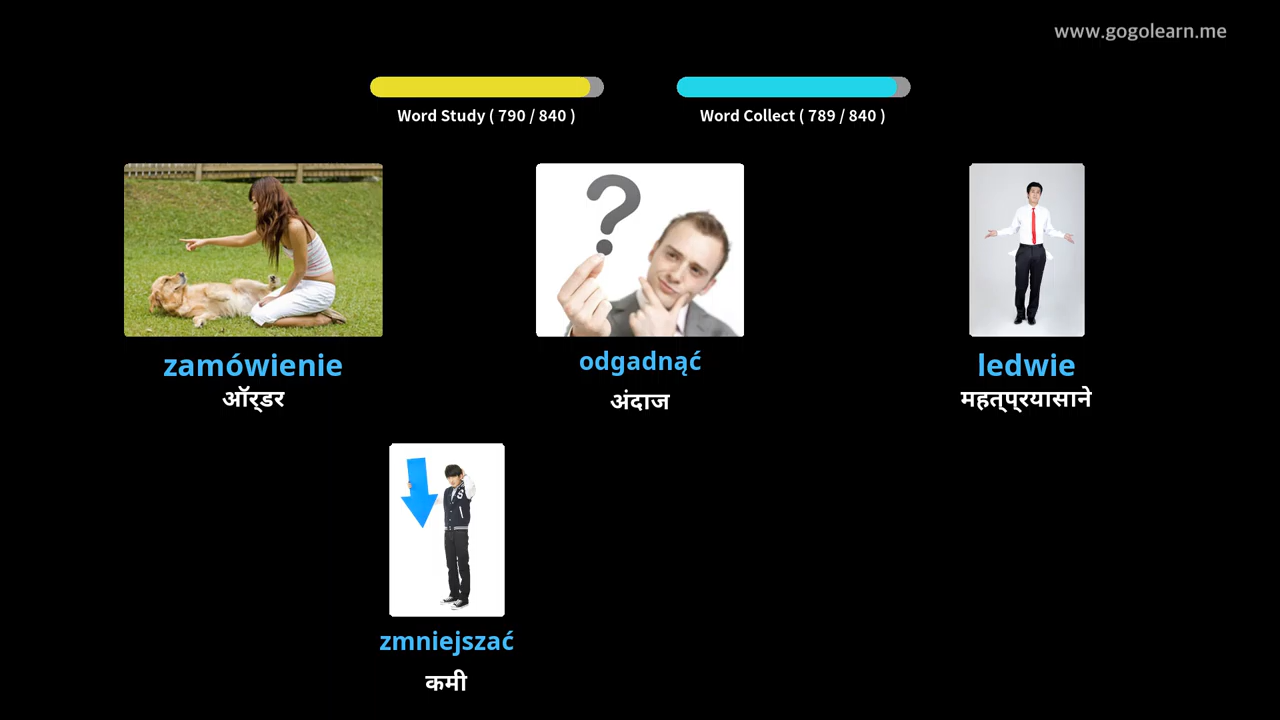 www.gogolearn.me
Word Study ( 790 / 840 )
Word Collect ( 789 / 840 )
zamówienie
ऑर्‍डर
odgadnąć
अंदाज
ledwie
महत्‍प्रयासाने
zmniejszać
कमी